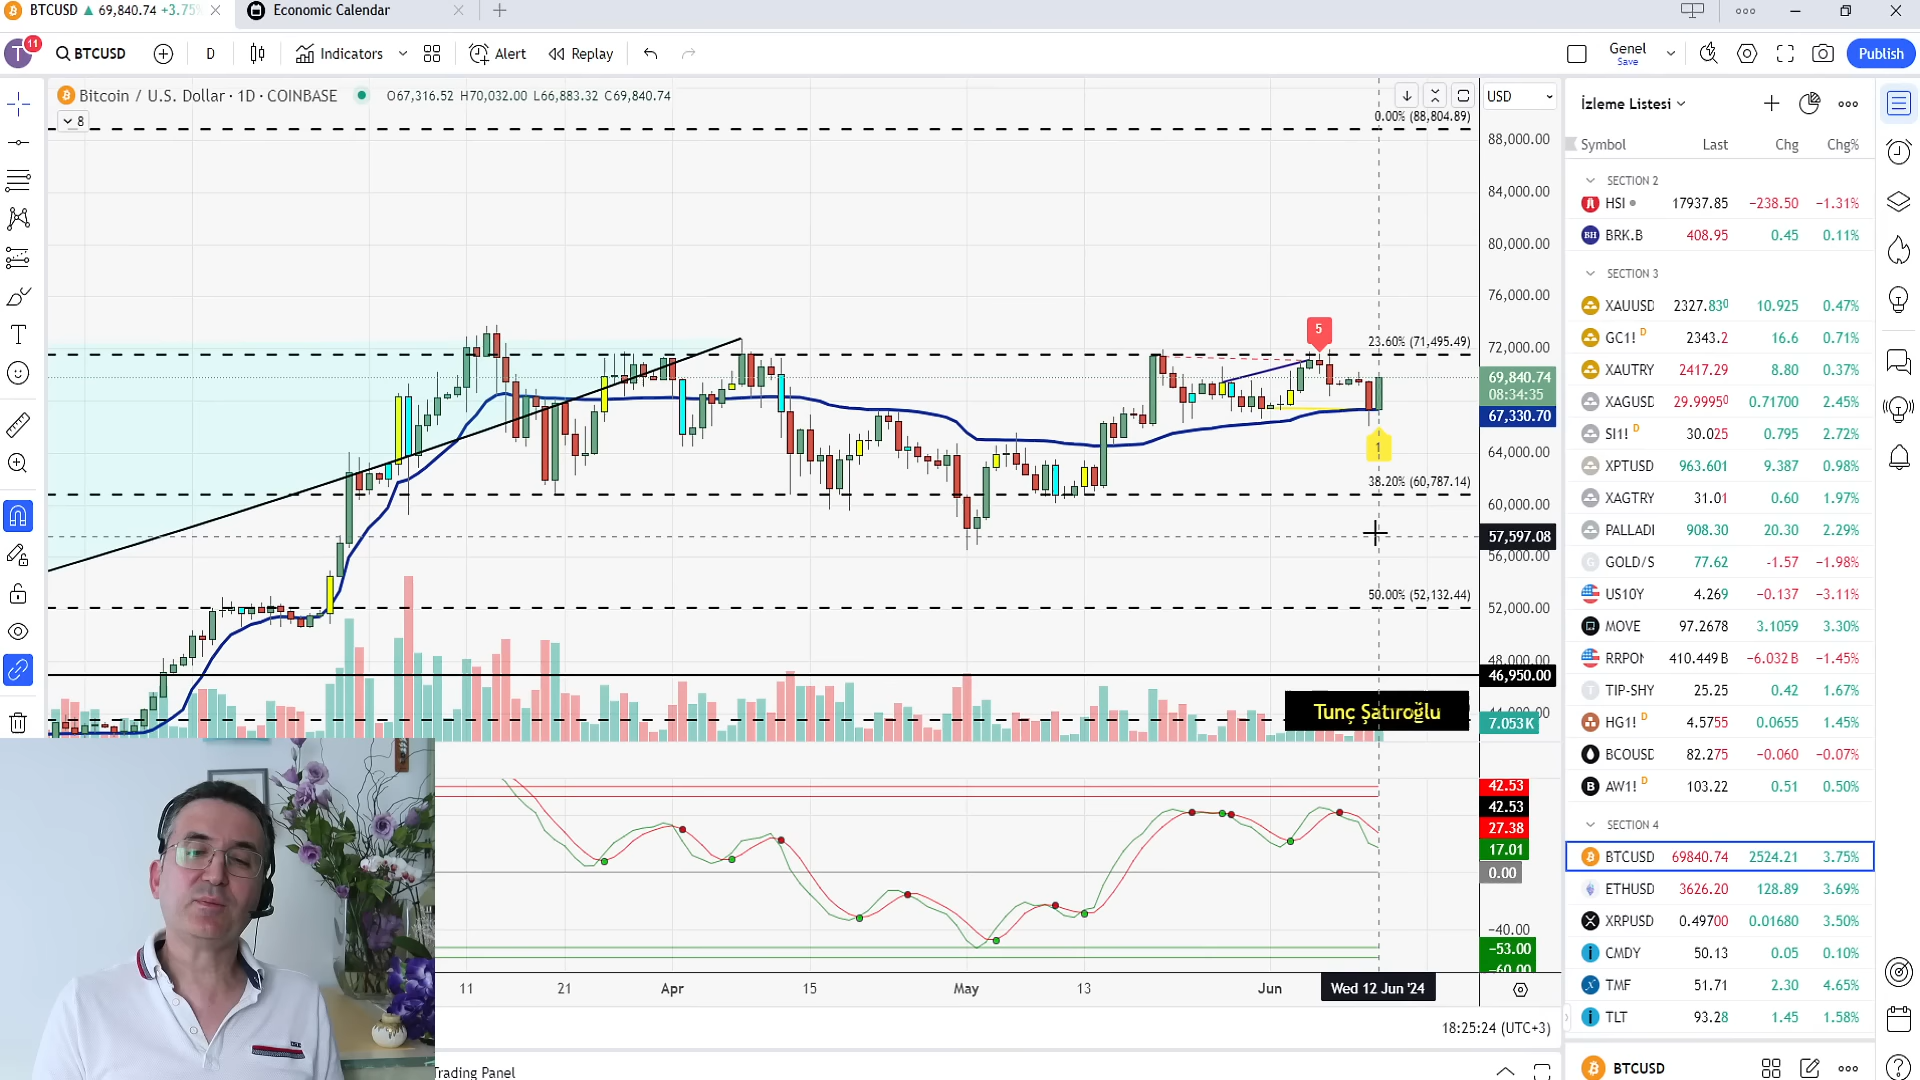 BTCUSD ▲ 69,840.74 +3.75%
Economic Calendar
T 11
BTCUSD
D
Indicators
Alert
Replay
Genel
Save
Publish
Bitcoin / U.S. Dollar · 1D · COINBASE
O67,316.52 H70,032.00 L66,883.32 C69,840.74
8
USD
0.00% (88,804.89)
88,000.00
84,000.00
80,000.00
76,000.00
5
23.60% (71,495.49)
72,000.00
69,840.74
08:34:35
67,330.70
1
64,000.00
38.20% (60,787.14)
60,000.00
57,597.08
56,000.00
50.00% (52,132.44)
52,000.00
48,000.00
46,950.00
Tunç Şatıroğlu
44,000.00
7.053K
42.53
42.53
27.38
17.01
0.00
−40.00
−53.00
−60.00
11
21
Apr
15
May
13
Jun
Wed 12 Jun '24
18:25:24 (UTC+3)
Trading Panel
İzleme Listesi
Symbol Last Chg Chg%
SECTION 2
HSI 17937.85 −238.50 −1.31%
BRK.B 408.95 0.45 0.11%
SECTION 3
XAUUSD 2327.830 10.925 0.47%
GC1! D 2343.2 16.6 0.71%
XAUTRY 2417.29 8.80 0.37%
XAGUSD 29.99950 0.71700 2.45%
SI1! D 30.025 0.795 2.72%
XPTUSD 963.601 9.387 0.98%
XAGTRY 31.01 0.60 1.97%
PALLADI 908.30 20.30 2.29%
GOLD/S 77.62 −1.57 −1.98%
US10Y 4.269 −0.137 −3.11%
MOVE 97.2678 3.1059 3.30%
RRPON 410.449 B −6.032 B −1.45%
TIP-SHY 25.25 0.42 1.67%
HG1! D 4.5755 0.0655 1.45%
BCOUSD 82.275 −0.060 −0.07%
AW1! D 103.22 0.51 0.50%
SECTION 4
BTCUSD 69840.74 2524.21 3.75%
ETHUSD 3626.20 128.89 3.69%
XRPUSD 0.49700 0.01680 3.50%
CMDY 50.13 0.05 0.10%
TMF 51.71 2.30 4.65%
TLT 93.28 1.45 1.58%
BTCUSD